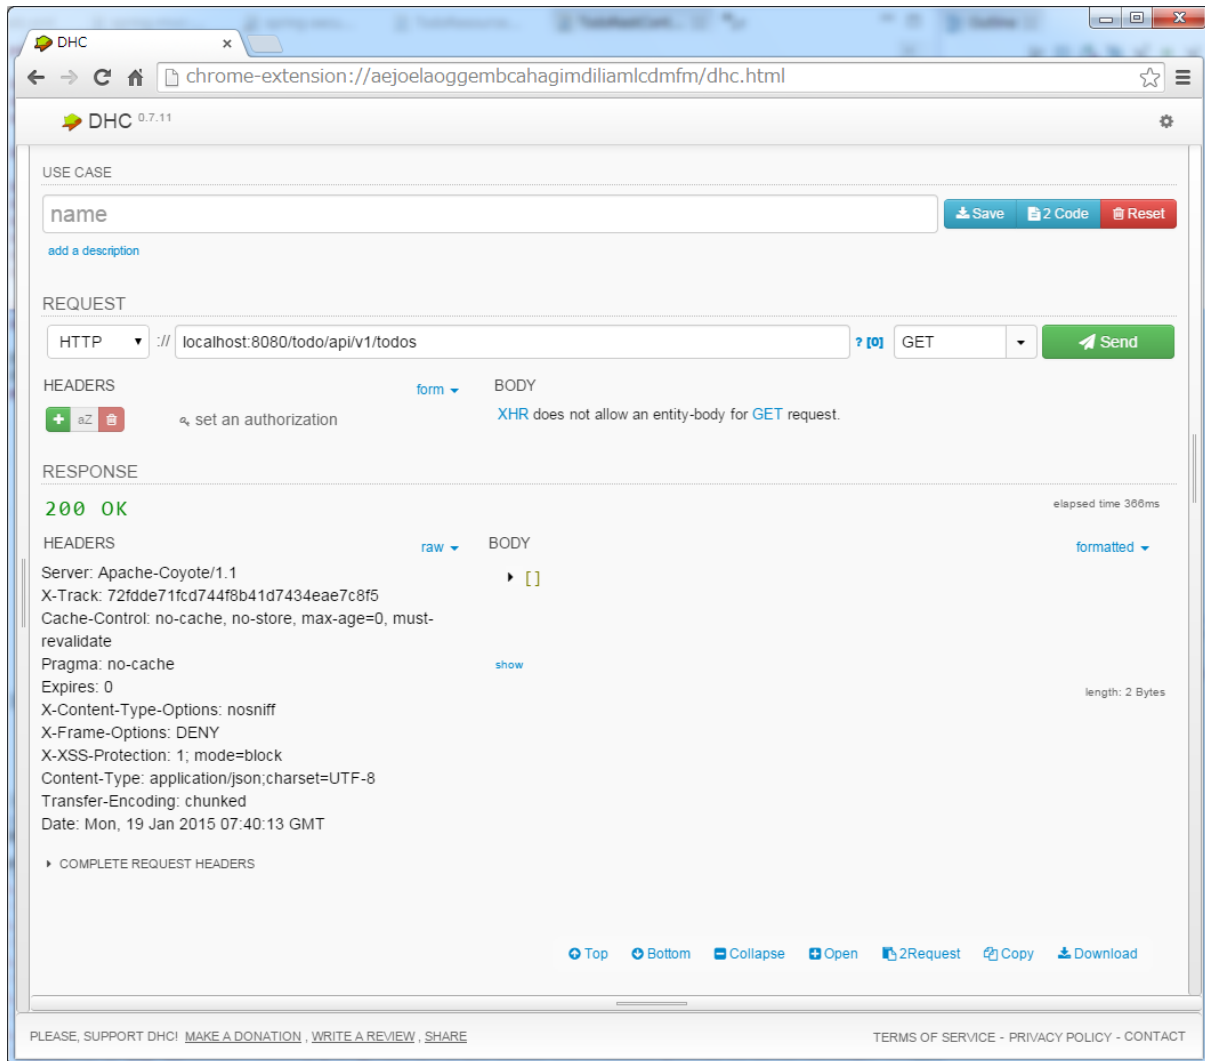 DHC
chrome-extension://aejoelaoggembcahagimdiliamlcdmfm/dhc.html
DHC 0.7.11
USE CASE
name
Save 2 Code Reset
add a description
REQUEST
HTTP :// localhost:8080/todo/api/v1/todos ? [0] GET Send
HEADERS form BODY
aZ set an authorization XHR does not allow an entity-body for GET request.
RESPONSE
200 OK elapsed time 366ms
HEADERS raw BODY formatted
Server: Apache-Coyote/1.1 []
X-Track: 72fdde71fcd744f8b41d7434eae7c8f5
Cache-Control: no-cache, no-store, max-age=0, must-
revalidate
Pragma: no-cache show
Expires: 0 length: 2 Bytes
X-Content-Type-Options: nosniff
X-Frame-Options: DENY
X-XSS-Protection: 1; mode=block
Content-Type: application/json;charset=UTF-8
Transfer-Encoding: chunked
Date: Mon, 19 Jan 2015 07:40:13 GMT
COMPLETE REQUEST HEADERS
Top Bottom Collapse Open 2Request Copy Download
PLEASE, SUPPORT DHC! MAKE A DONATION , WRITE A REVIEW , SHARE TERMS OF SERVICE - PRIVACY POLICY - CONTACT